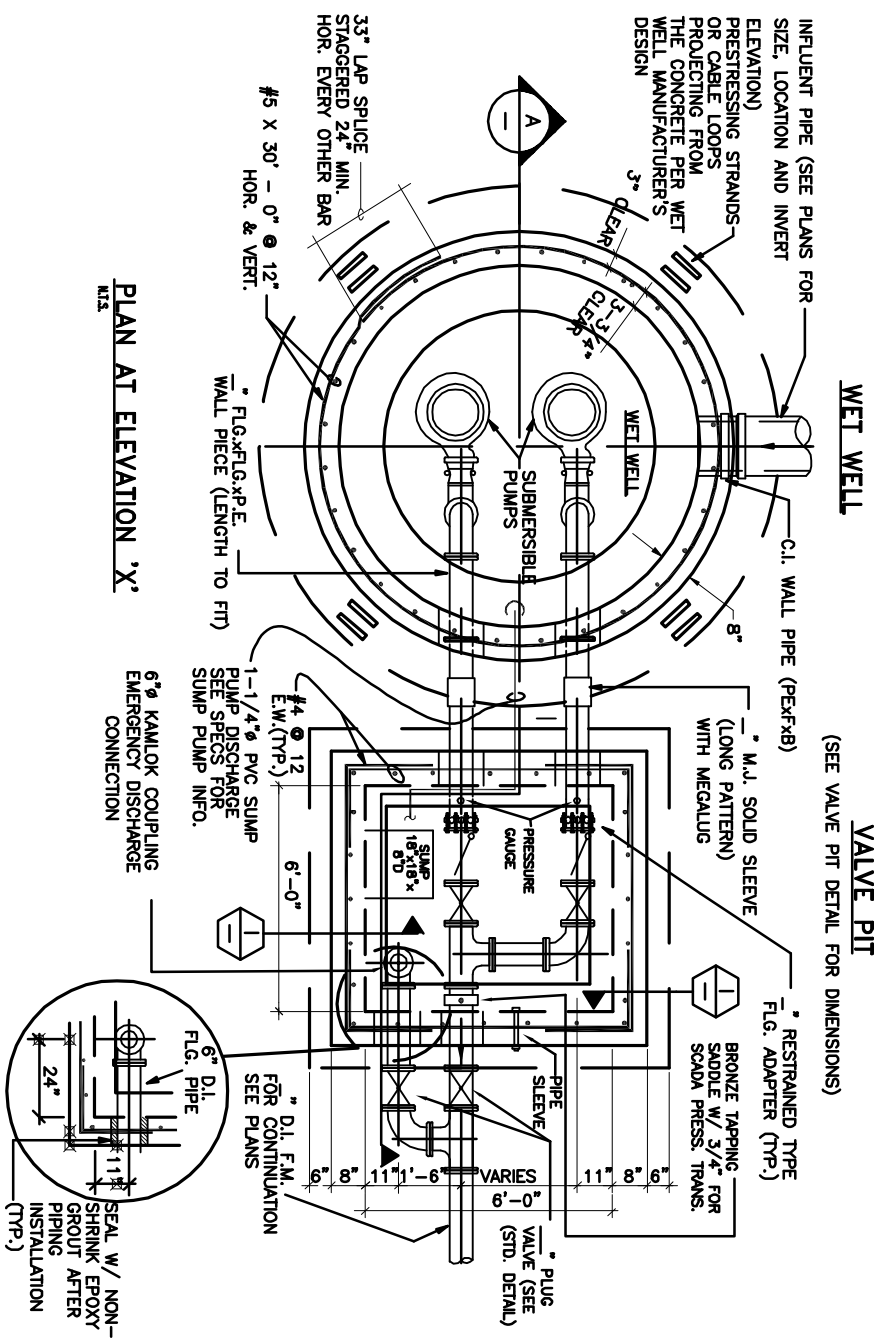 WET WELL
VALVE PIT
(SEE VALVE PIT DETAIL FOR DIMENSIONS)
INFLUENT PIPE (SEE PLANS FOR
SIZE, LOCATION AND INVERT
ELEVATION)
PRESTRESSING STRANDS
OR CABLE LOOPS
PROJECTING FROM
THE CONCRETE PER WET
WELL MANUFACTURER'S
DESIGN
C.I. WALL PIPE (PExFxB)
8"
__" M.J. SOLID SLEEVE
(LONG PATTERN)
WITH MEGALUG
__" RESTRAINED TYPE
FLG. ADAPTER (TYP.)
BRONZE TAPPING
SADDLE W/ 3/4" FOR
SCADA PRESS. TRANS.
1
—
3" CLEAR
3-3/4"
CLEAR
WET WELL
SUBMERSIBLE
PUMPS
A
—
PRESSURE
GAUGE
PIPE
SLEEVE
__" PLUG
VALVE (SEE
STD. DETAIL)
6"
8"
11"
1'-6"
VARIES
11"
8"
6"
6'-0"
33" LAP SPLICE
STAGGERED 24" MIN.
HOR. EVERY OTHER BAR
#5 X 30' - 0" @ 12"
HOR. & VERT.
__" FLG.xFLG.xP.E.
WALL PIECE (LENGTH TO FIT)
#4 @ 12
E.W.(TYP.)
1-1/4"ø PVC SUMP
PUMP DISCHARGE
SEE SPECS FOR
SUMP PUMP INFO.
SUMP
18"x18"x
8"D
6'-0"
1
—
6"ø KAMLOK COUPLING
EMERGENCY DISCHARGE
CONNECTION
__" D.I. F.M.
FOR CONTINUATION
SEE PLANS
6" D.I.
FLG. PIPE
24"
11"
SEAL W/ NON-
SHRINK EPOXY
GROUT AFTER
PIPING
INSTALLATION
(TYP.)
PLAN AT ELEVATION 'X'
N.T.S.